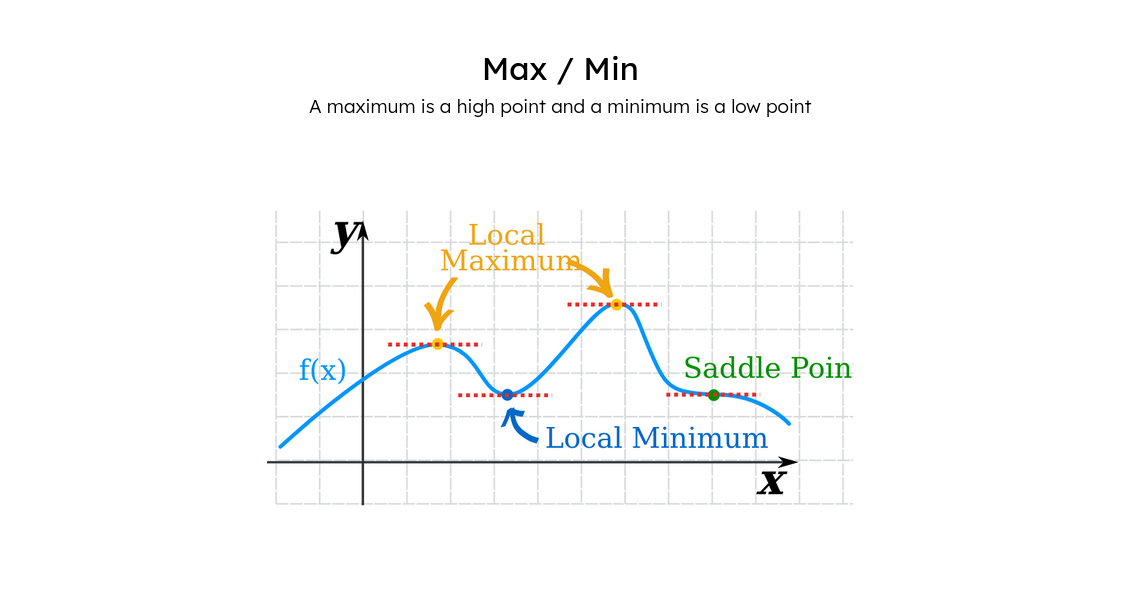 Max / Min
A maximum is a high point and a minimum is a low point
y
Local
Maximum
f(x)
Saddle Poin
Local Minimum
x